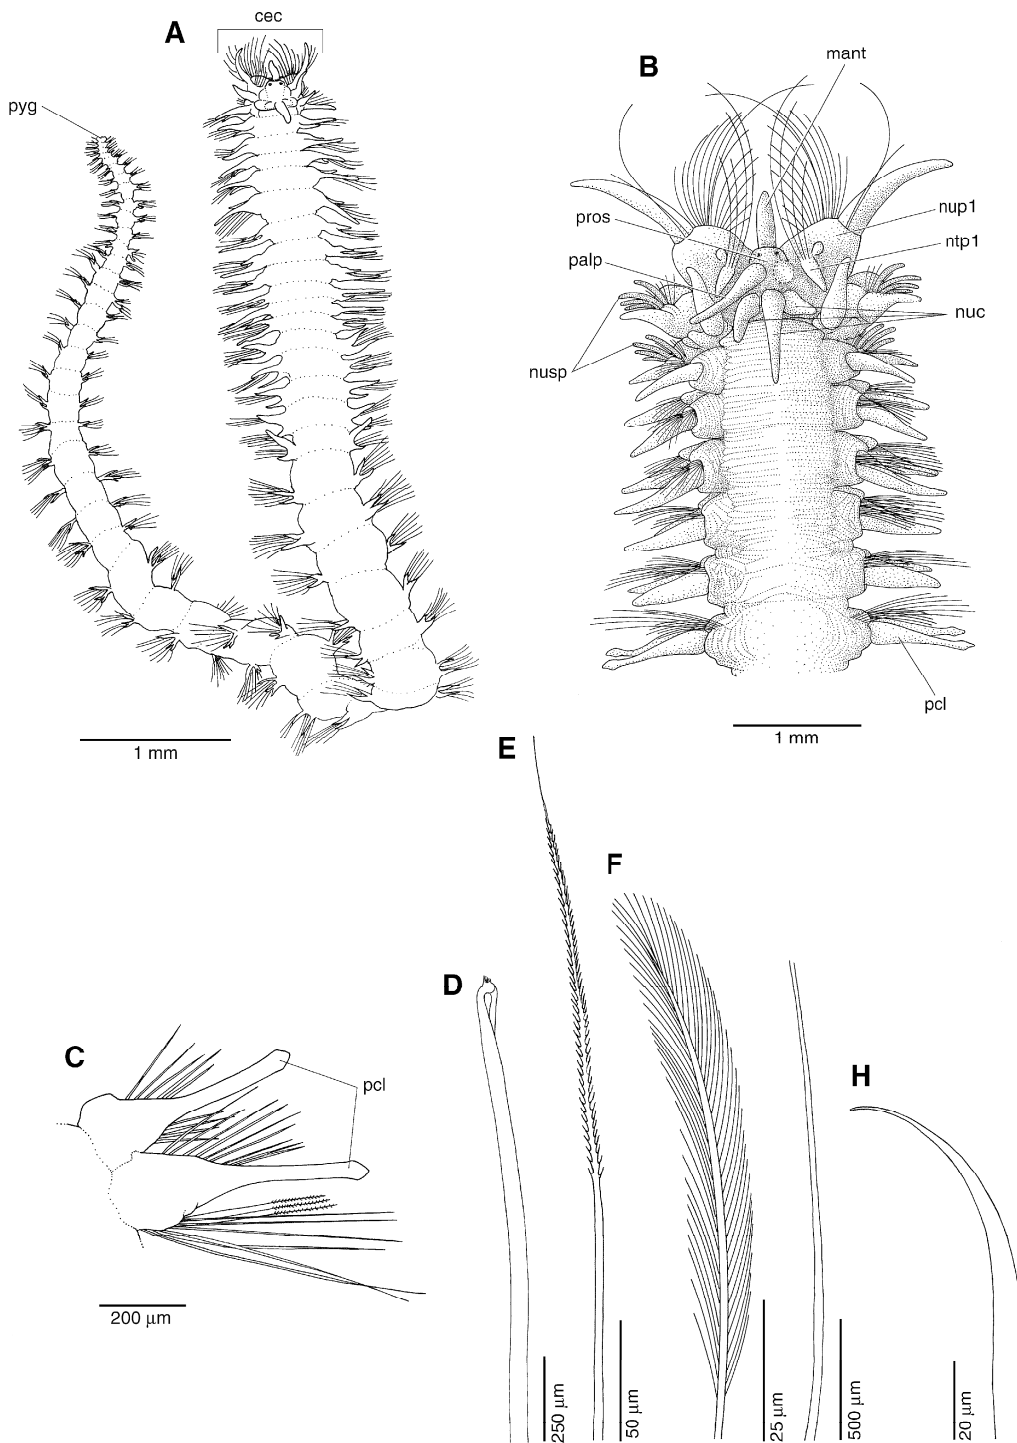 A
cec
pyg
1 mm
B
mant
pros
nup1
palp
ntp1
nuc
nusp
pcl
1 mm
C
pcl
200 µm
D
250 µm
E
50 µm
F
25 µm
500 µm
H
20 µm